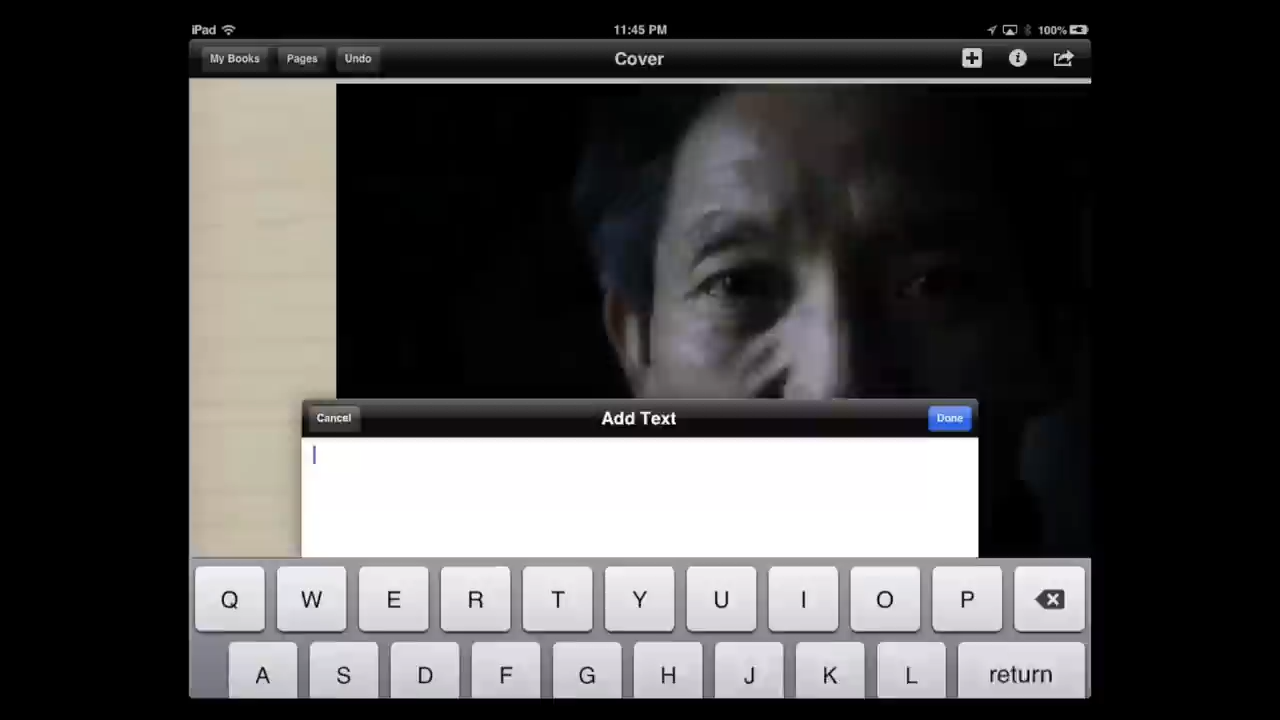 iPad 11:45 PM 100%
My Books Pages Undo Cover
Cancel Add Text Done
Q W E R T Y U I O P
A S D F G H J K L return